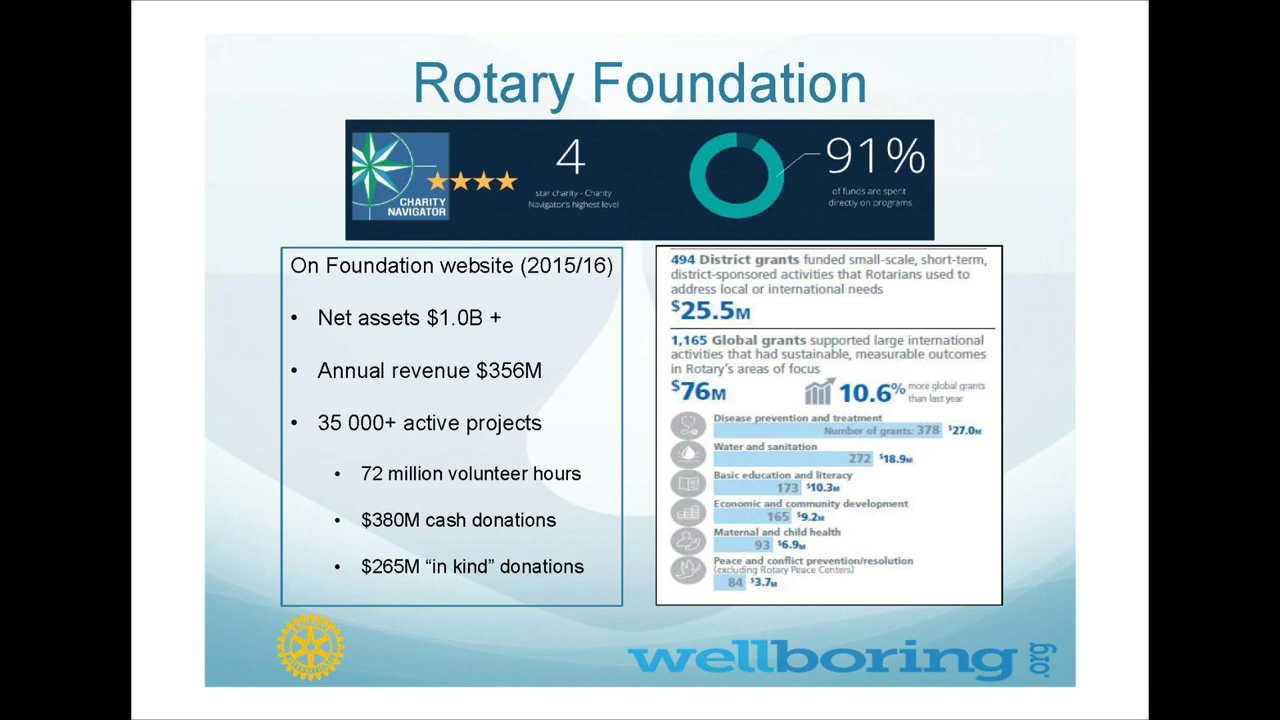 Rotary Foundation
CHARITY
NAVIGATOR
4
star charity - Charity
Navigator's highest level
91%
of funds are spent
directly on programs
On Foundation website (2015/16)
• Net assets $1.0B +
• Annual revenue $356M
• 35 000+ active projects
• 72 million volunteer hours
• $380M cash donations
• $265M “in kind” donations
494 District grants funded small-scale, short-term,
district-sponsored activities that Rotarians used to
address local or international needs
$25.5M
1,165 Global grants supported large international
activities that had sustainable, measurable outcomes
in Rotary's areas of focus
$76M
10.6% more global grants
than last year
Disease prevention and treatment
Number of grants: 378 $27.0M
Water and sanitation
272 $18.9M
Basic education and literacy
173 $10.3M
Economic and community development
165 $9.2M
Maternal and child health
93 $6.9M
Peace and conflict prevention/resolution
(excluding Rotary Peace Centers)
84 $3.7M
wellboring.org